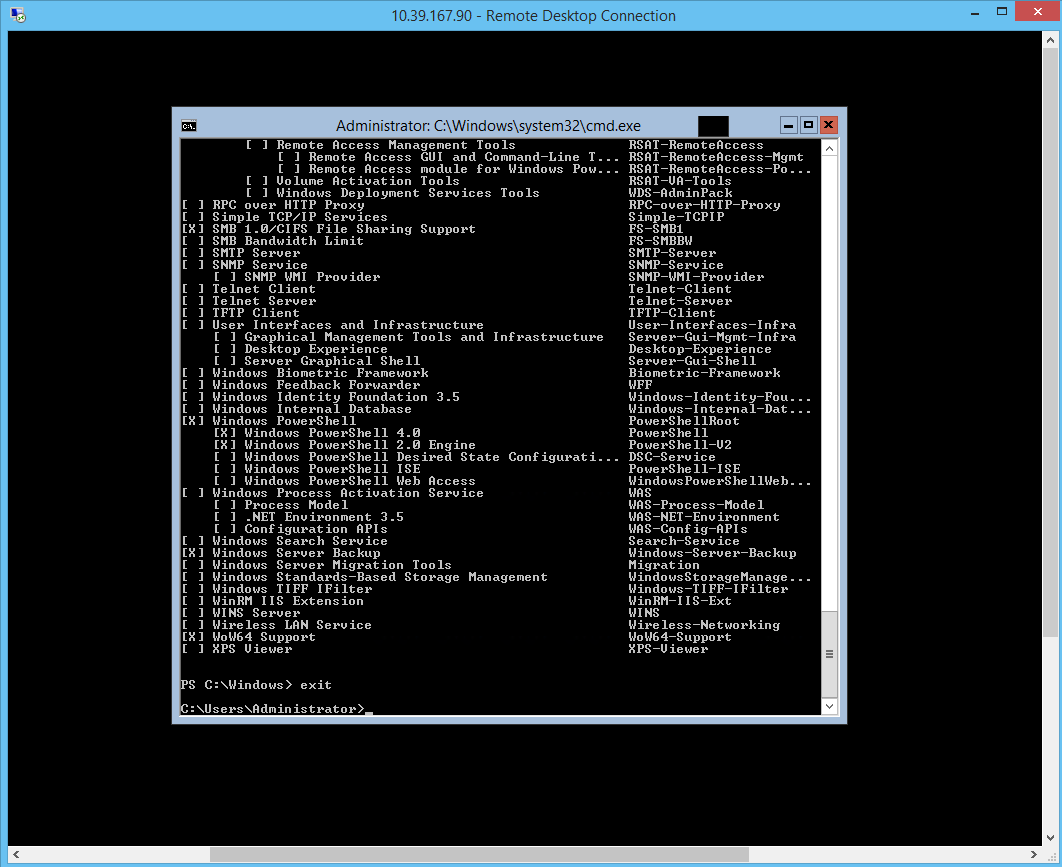 10.39.167.90 - Remote Desktop Connection
Administrator: C:\Windows\system32\cmd.exe
[ ] Remote Access Management Tools RSAT-RemoteAccess
[ ] Remote Access GUI and Command-Line T... RSAT-RemoteAccess-Mgmt
[ ] Remote Access module for Windows Pow... RSAT-RemoteAccess-Po...
[ ] Volume Activation Tools RSAT-VA-Tools
[ ] Windows Deployment Services Tools WDS-AdminPack
[ ] RPC over HTTP Proxy RPC-over-HTTP-Proxy
[ ] Simple TCP/IP Services Simple-TCPIP
[X] SMB 1.0/CIFS File Sharing Support FS-SMB1
[ ] SMB Bandwidth Limit FS-SMBBW
[ ] SMTP Server SMTP-Server
[ ] SNMP Service SNMP-Service
[ ] SNMP WMI Provider SNMP-WMI-Provider
[ ] Telnet Client Telnet-Client
[ ] Telnet Server Telnet-Server
[ ] TFTP Client TFTP-Client
[ ] User Interfaces and Infrastructure User-Interfaces-Infra
[ ] Graphical Management Tools and Infrastructure Server-Gui-Mgmt-Infra
[ ] Desktop Experience Desktop-Experience
[ ] Server Graphical Shell Server-Gui-Shell
[ ] Windows Biometric Framework Biometric-Framework
[ ] Windows Feedback Forwarder WFF
[ ] Windows Identity Foundation 3.5 Windows-Identity-Fou...
[ ] Windows Internal Database Windows-Internal-Dat...
[X] Windows PowerShell PowerShellRoot
[X] Windows PowerShell 4.0 PowerShell
[X] Windows PowerShell 2.0 Engine PowerShell-V2
[ ] Windows PowerShell Desired State Configurati... DSC-Service
[ ] Windows PowerShell ISE PowerShell-ISE
[ ] Windows PowerShell Web Access WindowsPowerShellWeb...
[ ] Windows Process Activation Service WAS
[ ] Process Model WAS-Process-Model
[ ] .NET Environment 3.5 WAS-NET-Environment
[ ] Configuration APIs WAS-Config-APIs
[ ] Windows Search Service Search-Service
[X] Windows Server Backup Windows-Server-Backup
[ ] Windows Server Migration Tools Migration
[ ] Windows Standards-Based Storage Management WindowsStorageManage...
[ ] Windows TIFF IFilter Windows-TIFF-IFilter
[ ] WinRM IIS Extension WinRM-IIS-Ext
[ ] WINS Server WINS
[ ] Wireless LAN Service Wireless-Networking
[X] WoW64 Support WoW64-Support
[ ] XPS Viewer XPS-Viewer
PS C:\Windows> exit
C:\Users\Administrator>_